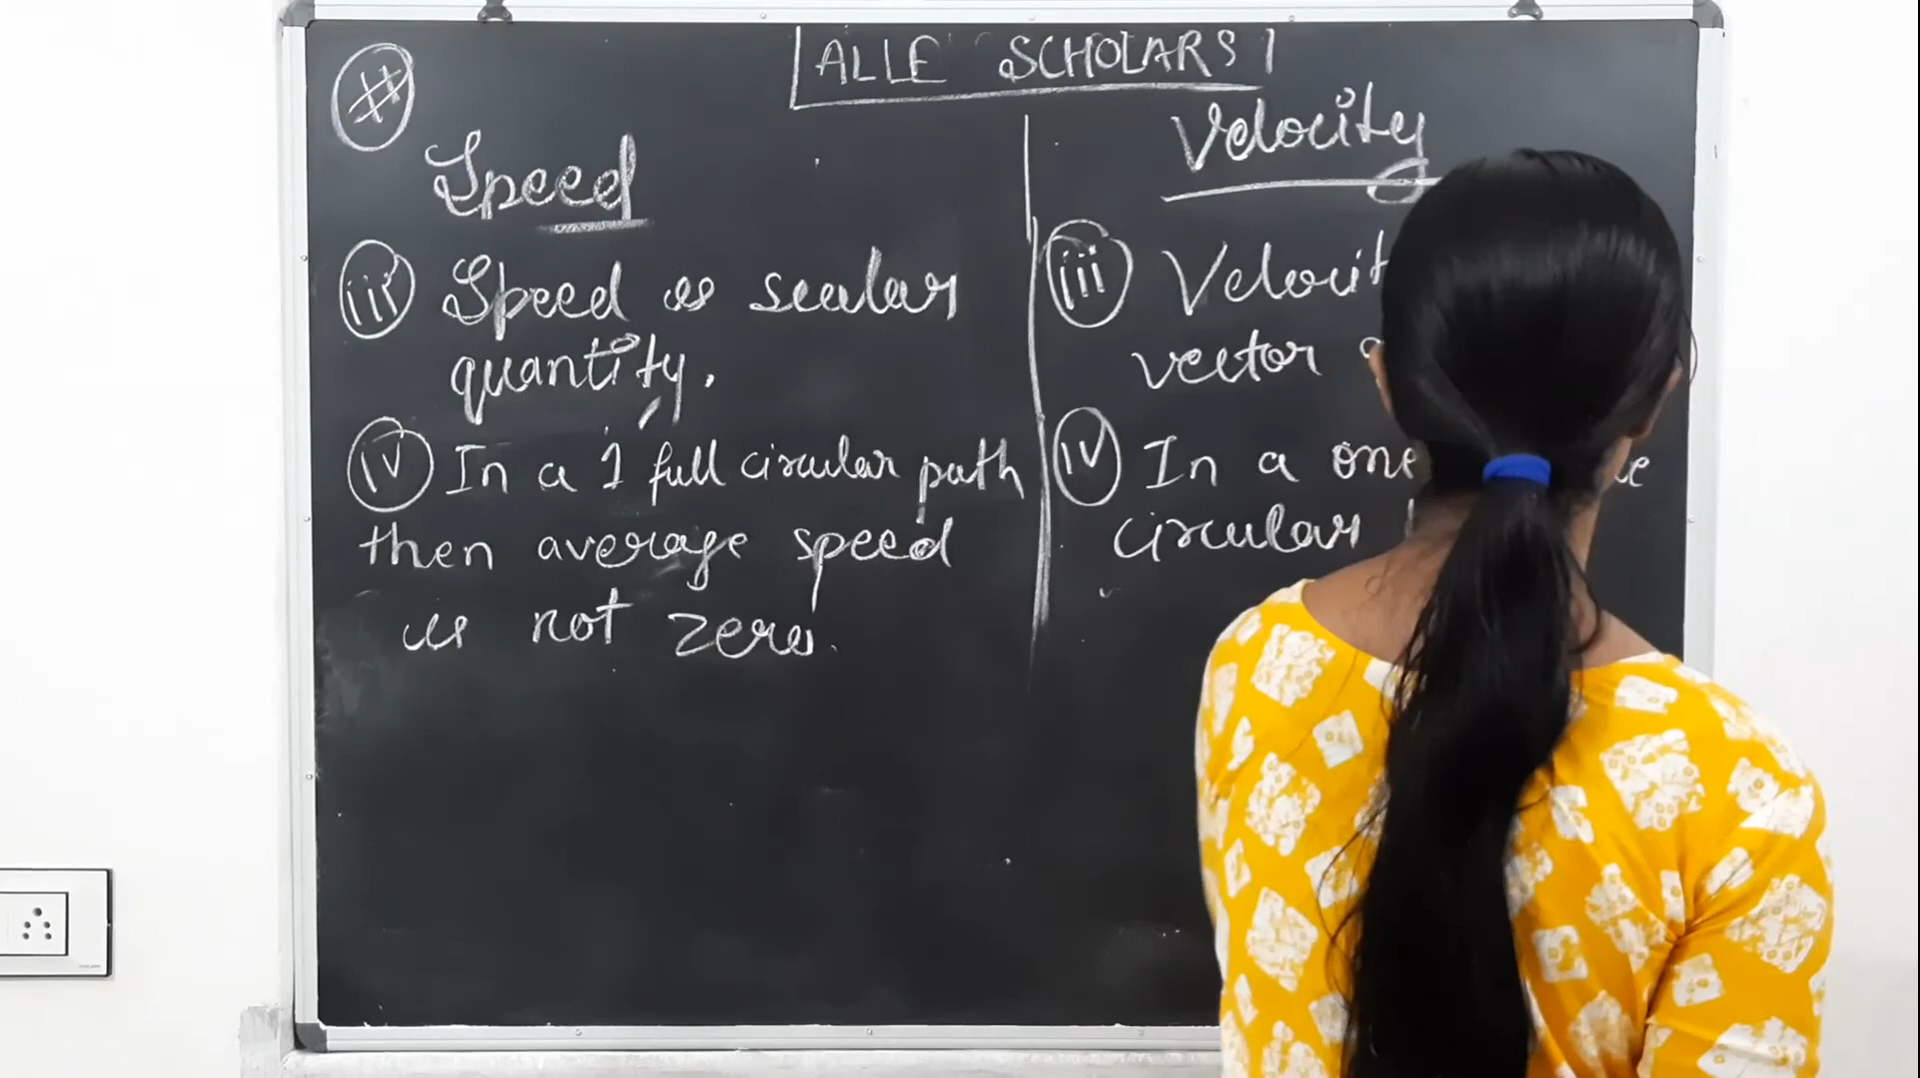 #
ALLE SCHOLARS
Speed
iii Speed is scalar
quantity.
iv In a 1 full circular path
then average speed
is not zero.
Velocity
iii
vector
iv In a one
circular